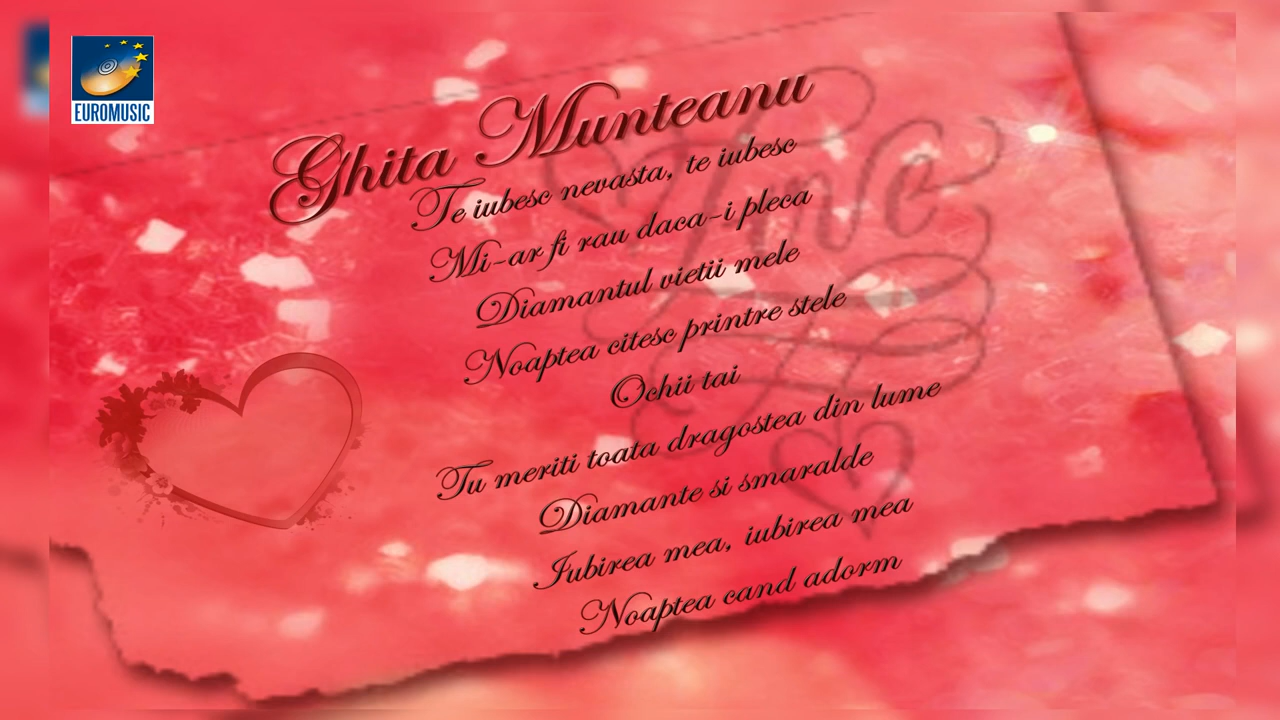 EUROMUSIC
Ghita Munteanu
Te iubesc nevasta, te iubesc
Mi-ar fi rau daca-i pleca
Diamantul vietii mele
Noaptea citesc printre stele
Ochii tai
Tu meriti toata dragostea din lume
Diamante si smaralde
Iubirea mea, iubirea mea
Noaptea cand adorm
Love